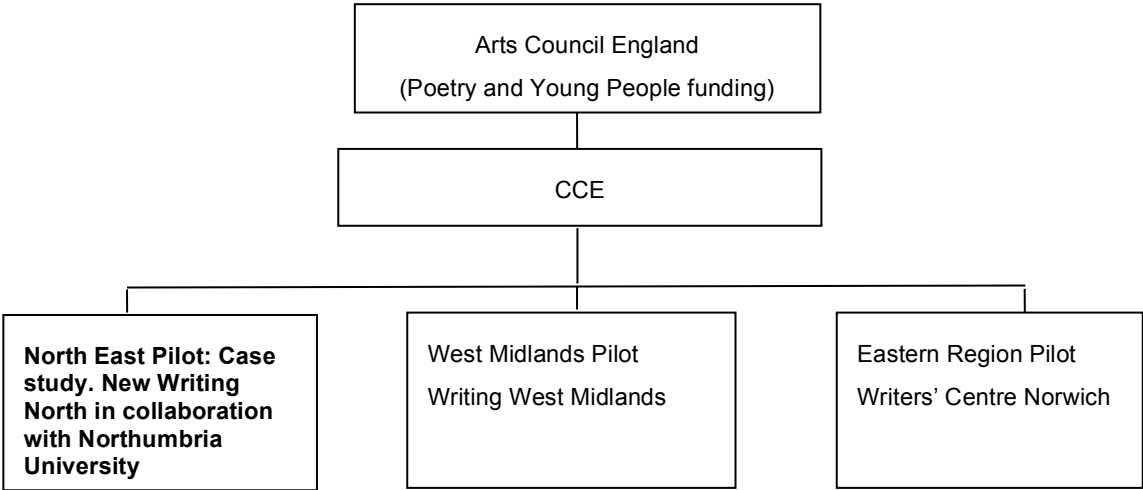 Arts Council England
(Poetry and Young People funding)
CCE
North East Pilot: Case
study. New Writing
North in collaboration
with Northumbria
University
West Midlands Pilot
Writing West Midlands
Eastern Region Pilot
Writers’ Centre Norwich